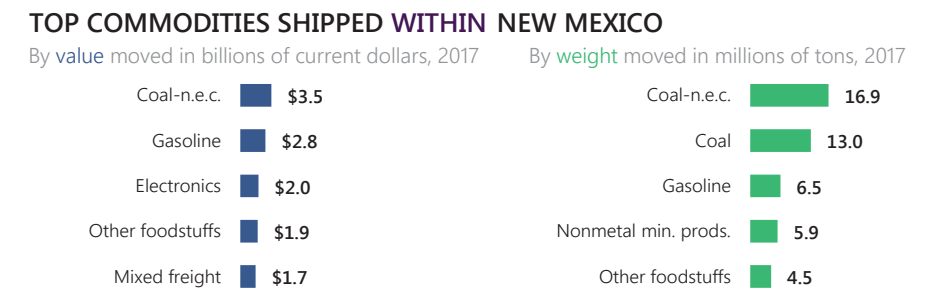 TOP COMMODITIES SHIPPED WITHIN NEW MEXICO
By value moved in billions of current dollars, 2017
Coal-n.e.c. $3.5
Gasoline $2.8
Electronics $2.0
Other foodstuffs $1.9
Mixed freight $1.7
By weight moved in millions of tons, 2017
Coal-n.e.c. 16.9
Coal 13.0
Gasoline 6.5
Nonmetal min. prods. 5.9
Other foodstuffs 4.5